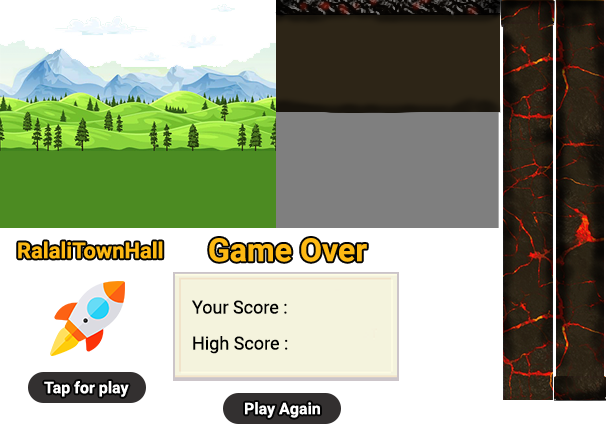 RalaliTownHall
Game Over
Your Score :
High Score :
Tap for play
Play Again